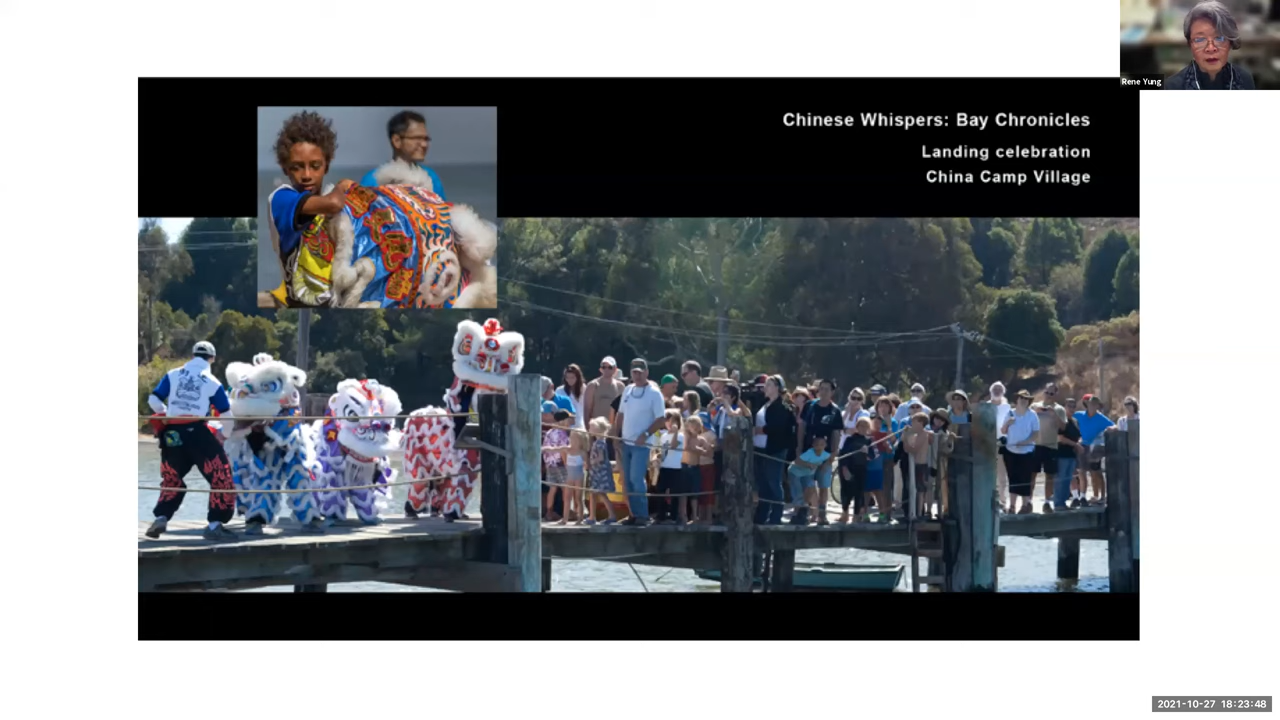 Rene Yung
Chinese Whispers: Bay Chronicles
Landing celebration
China Camp Village
2021-10-27 18:23:48